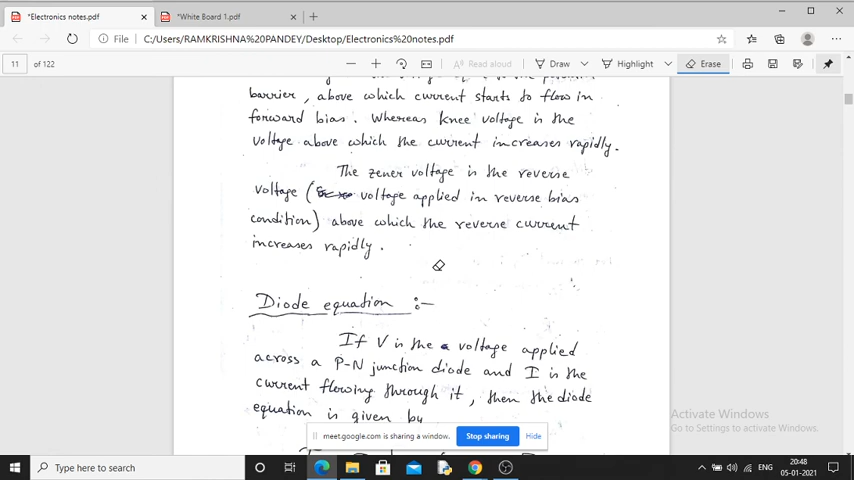 *Electronics notes.pdf
*White Board 1.pdf
File
C:/Users/RAMKRISHNA%20PANDEY/Desktop/Electronics%20notes.pdf
11 of 122
Read aloud
Draw
Highlight
Erase
barrier, above which current starts to flow in
forward bias. Whereas knee voltage is the
voltage above which the current increases rapidly.
The zener voltage is the reverse
voltage ( voltage applied in reverse bias
condition) above which the reverse current
increases rapidly.
Diode equation :-
If V is the voltage applied
across a P-N junction diode and I is the
current flowing through it, then the diode
equation is given by
Activate Windows
Go to Settings to activate Windows.
meet.google.com is sharing a window.
Stop sharing
Hide
Type here to search
ENG
20:48
05-01-2021